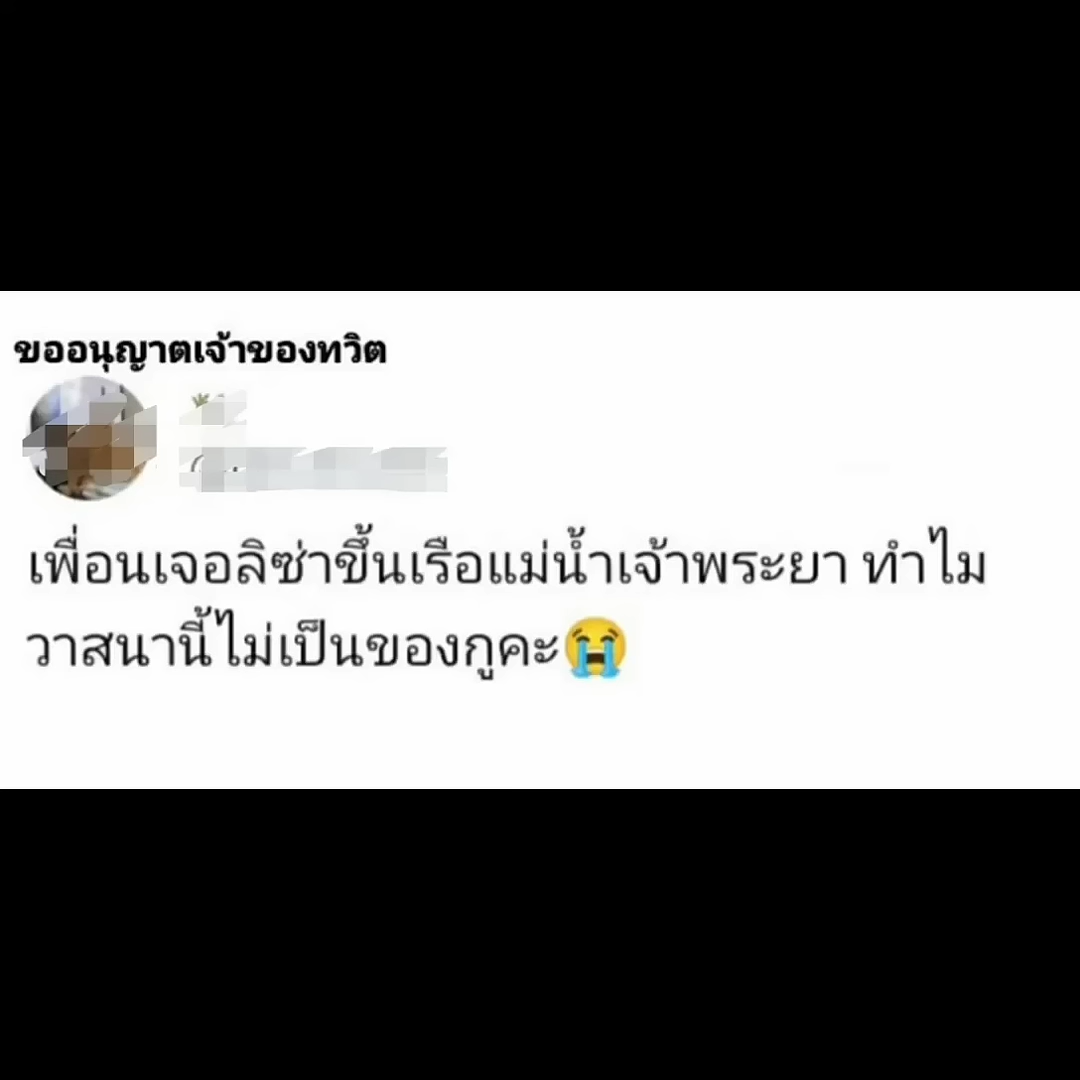 ขออนุญาตเจ้าของทวิต
เพื่อนเจอลิซ่าขึ้นเรือแม่น้ำเจ้าพระยา ทำไม
วาสนานี้ไม่เป็นของกูคะ😭